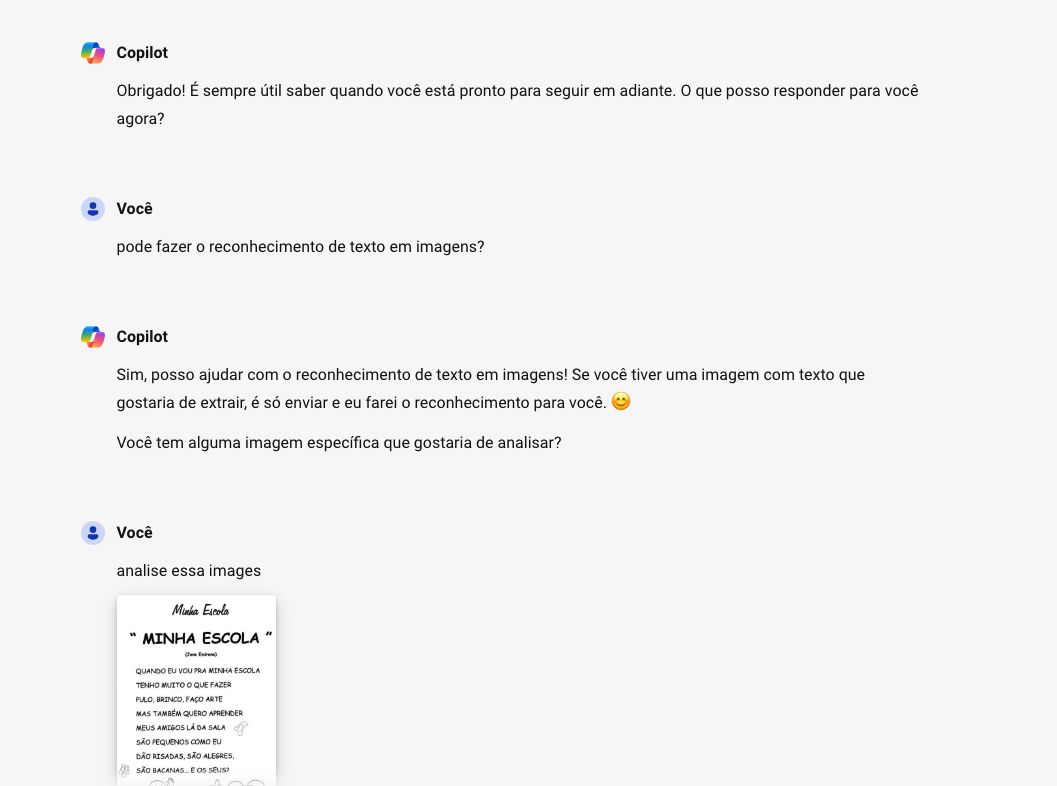 Copilot
Obrigado! É sempre útil saber quando você está pronto para seguir em adiante. O que posso responder para você
agora?
Você
pode fazer o reconhecimento de texto em imagens?
Copilot
Sim, posso ajudar com o reconhecimento de texto em imagens! Se você tiver uma imagem com texto que
gostaria de extrair, é só enviar e eu farei o reconhecimento para você. 😊
Você tem alguma imagem específica que gostaria de analisar?
Você
analise essa images
Minha Escola
“ MINHA ESCOLA ”
QUANDO EU VOU PRA MINHA ESCOLA
TENHO MUITO O QUE FAZER
PULO, BRINCO, FAÇO ARTE
MAS TAMBÉM QUERO APRENDER
MEUS AMIGOS LÁ DA SALA
SÃO PEQUENOS COMO EU
DÃO RISADAS, SÃO ALEGRES,
SÃO BACANAS... E OS SEUS?